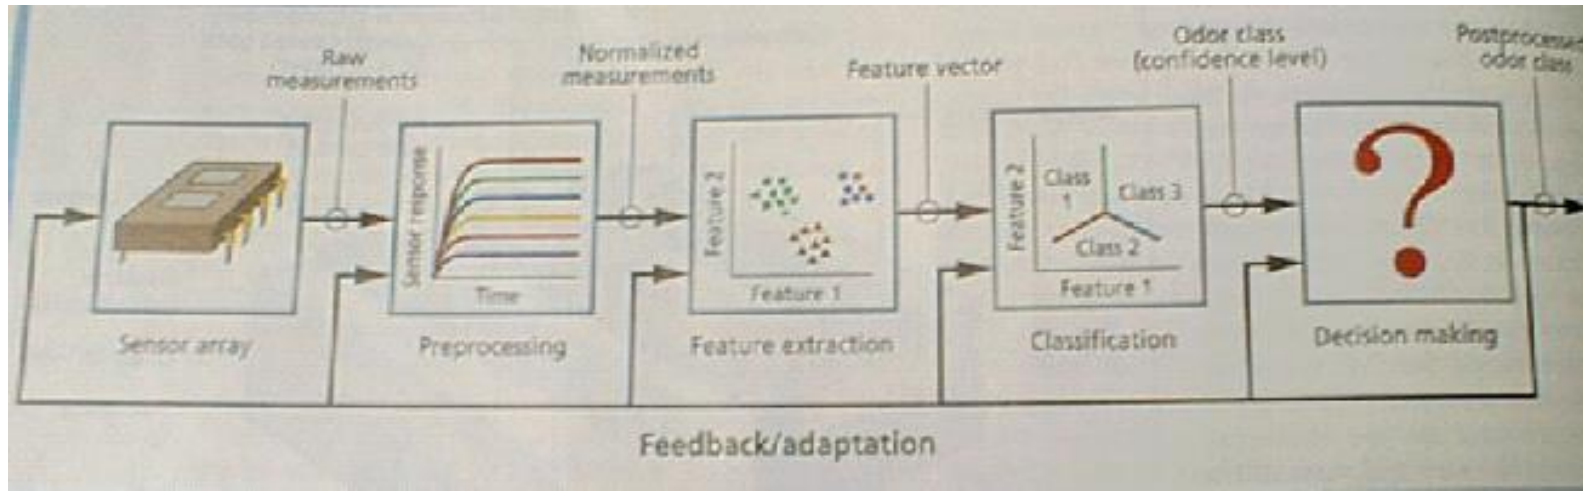 Raw
measurements
Normalized
measurements
Feature vector
Odor class
(confidence level)
Postprocessed
odor class
Sensor response
Time
Feature 2
Feature 1
Feature 2
Class
1
Class 3
Class 2
Feature 1
?
Sensor array
Preprocessing
Feature extraction
Classification
Decision making
Feedback/adaptation